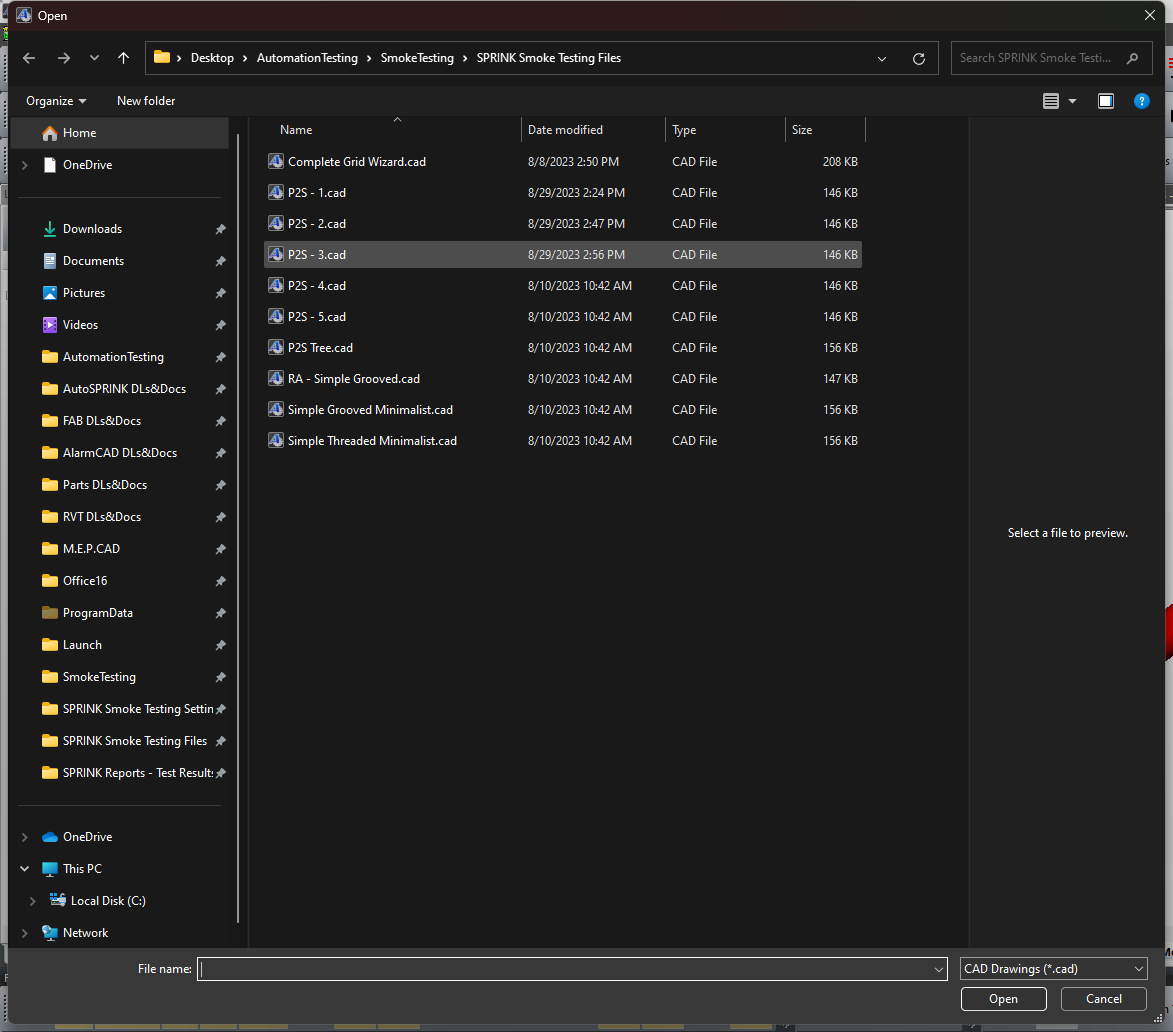 Open
Desktop > AutomationTesting > SmokeTesting > SPRINK Smoke Testing Files
Search SPRINK Smoke Testi...
Organize
New folder
Home
OneDrive
Downloads
Documents
Pictures
Videos
AutomationTesting
AutoSPRINK DLs&Docs
FAB DLs&Docs
AlarmCAD DLs&Docs
Parts DLs&Docs
RVT DLs&Docs
M.E.P.CAD
Office16
ProgramData
Launch
SmokeTesting
SPRINK Smoke Testing Settin
SPRINK Smoke Testing Files
SPRINK Reports - Test Results
OneDrive
This PC
Local Disk (C:)
Network
Name Date modified Type Size
Complete Grid Wizard.cad 8/8/2023 2:50 PM CAD File 208 KB
P2S - 1.cad 8/29/2023 2:24 PM CAD File 146 KB
P2S - 2.cad 8/29/2023 2:47 PM CAD File 146 KB
P2S - 3.cad 8/29/2023 2:56 PM CAD File 146 KB
P2S - 4.cad 8/10/2023 10:42 AM CAD File 146 KB
P2S - 5.cad 8/10/2023 10:42 AM CAD File 146 KB
P2S Tree.cad 8/10/2023 10:42 AM CAD File 156 KB
RA - Simple Grooved.cad 8/10/2023 10:42 AM CAD File 147 KB
Simple Grooved Minimalist.cad 8/10/2023 10:42 AM CAD File 156 KB
Simple Threaded Minimalist.cad 8/10/2023 10:42 AM CAD File 156 KB
Select a file to preview.
File name:
CAD Drawings (*.cad)
Open
Cancel